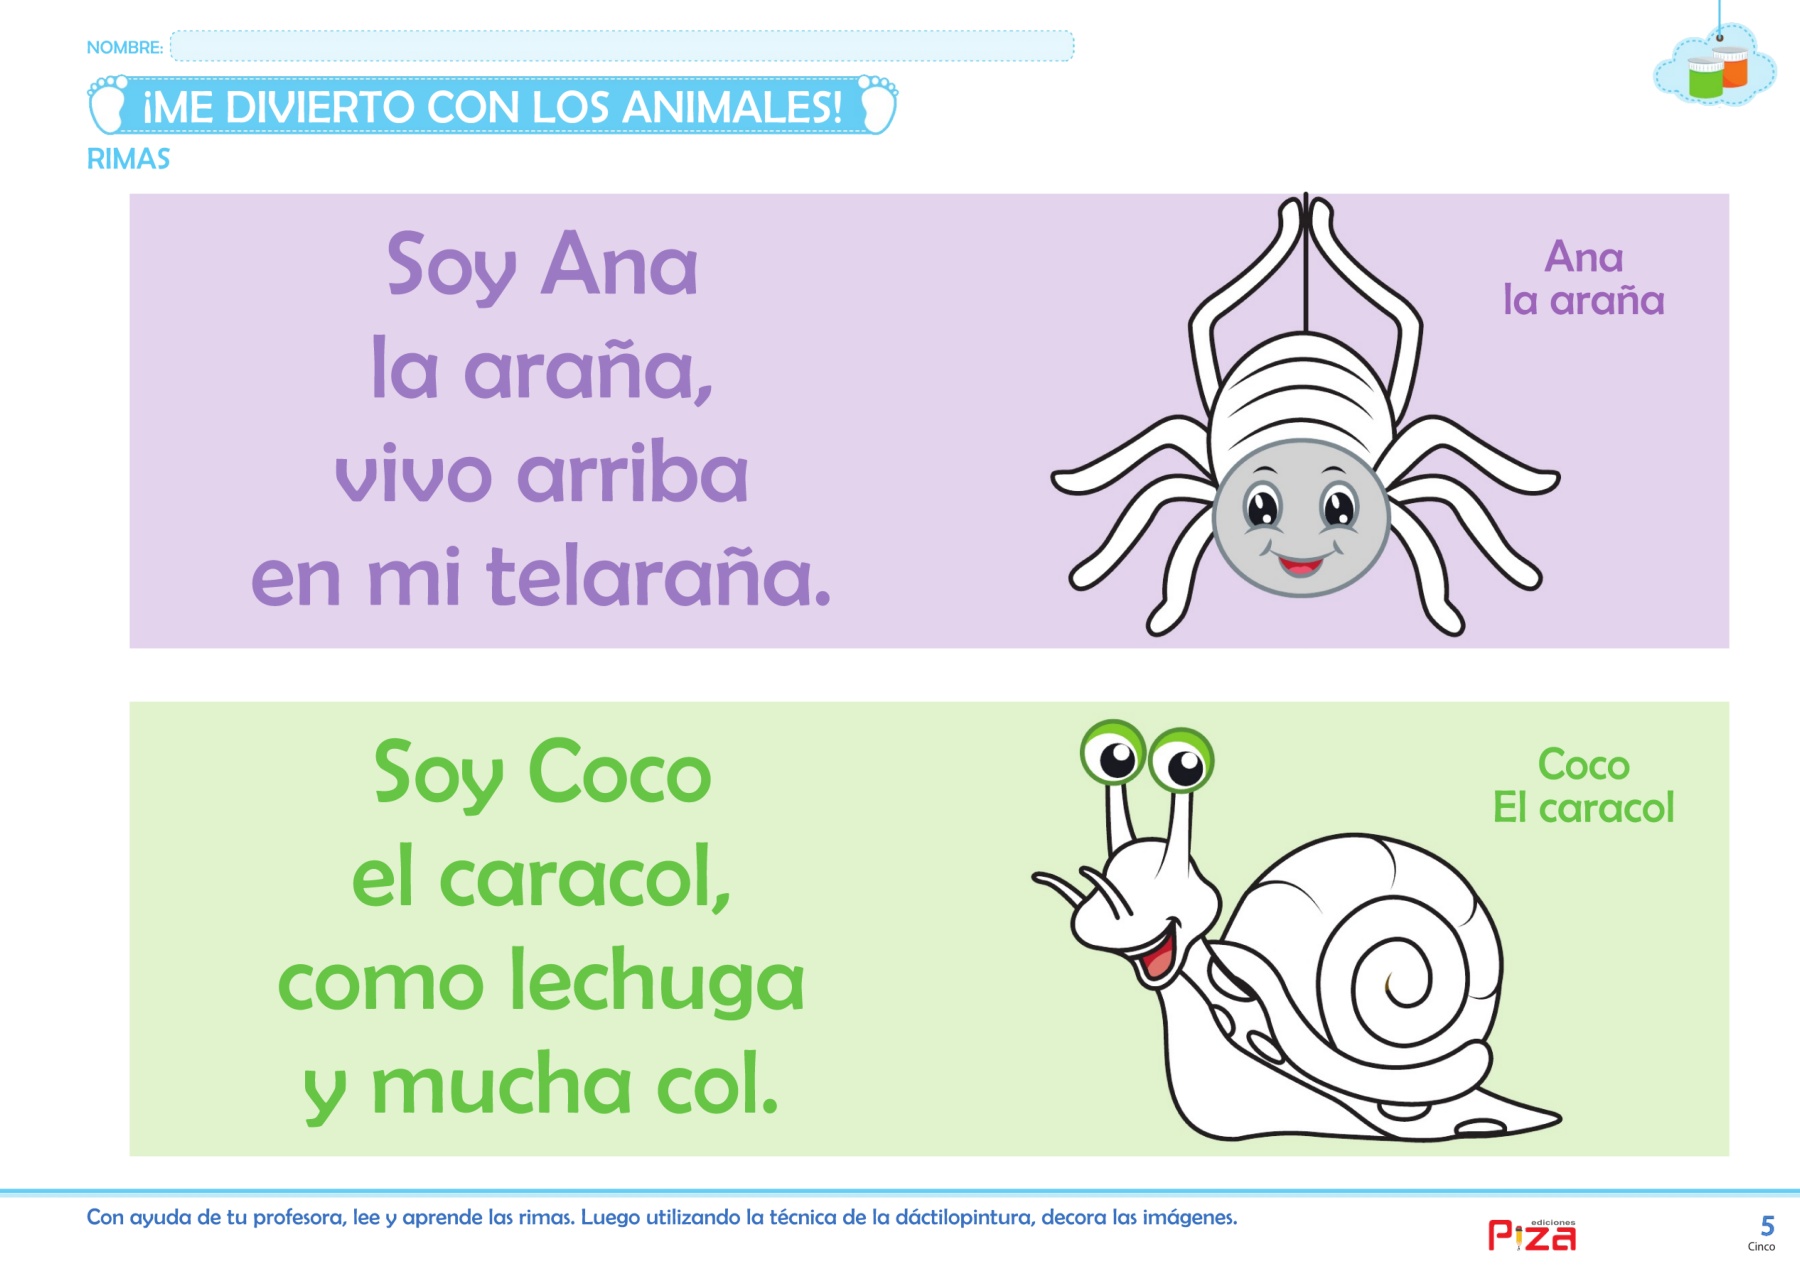 NOMBRE:
¡ME DIVIERTO CON LOS ANIMALES!
RIMAS
Soy Ana
la araña,
vivo arriba
en mi telaraña.
Ana
la araña
Soy Coco
el caracol,
como lechuga
y mucha col.
Coco
El caracol
Con ayuda de tu profesora, lee y aprende las rimas. Luego utilizando la técnica de la dáctilopintura, decora las imágenes.
ediciones
Piza
5
Cinco